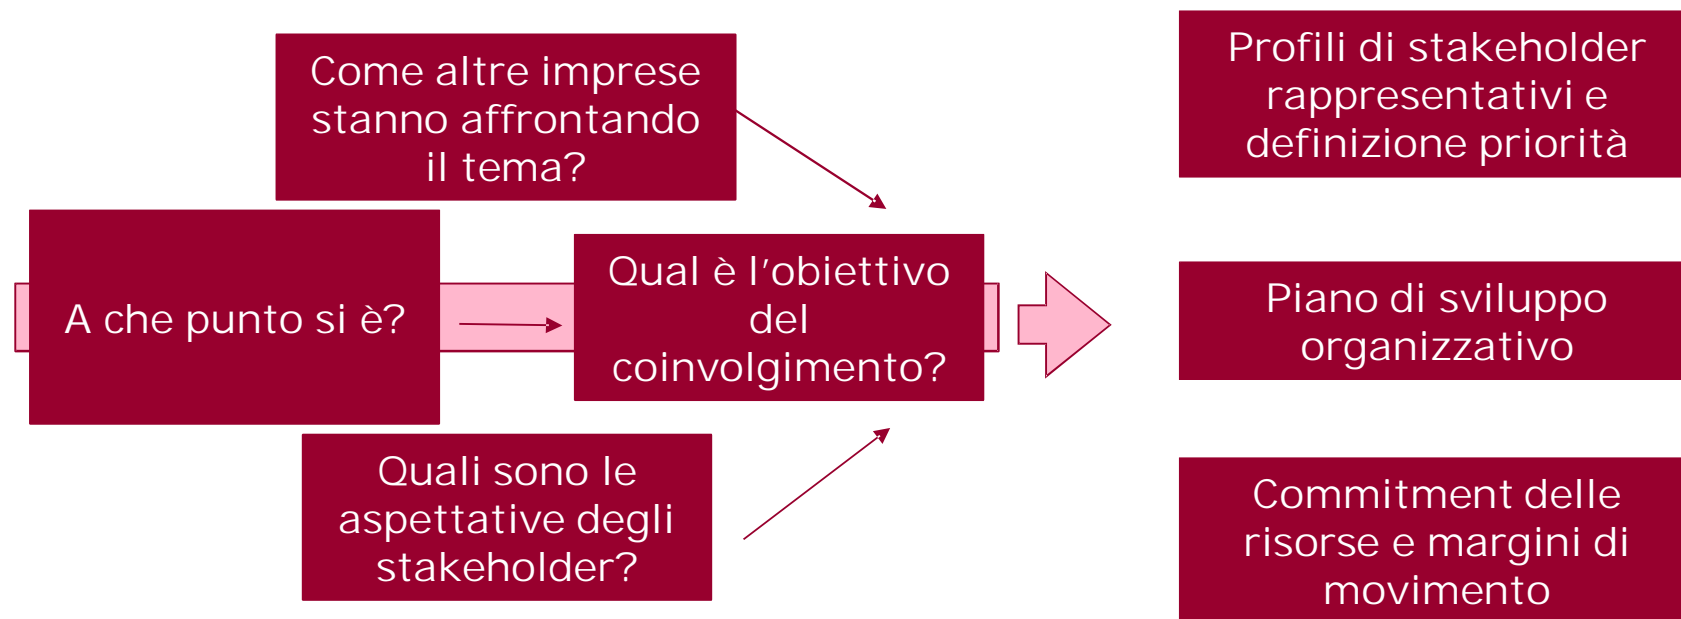 Come altre imprese
stanno affrontando
il tema?
A che punto si è?
Qual è l’obiettivo
del
coinvolgimento?
Quali sono le
aspettative degli
stakeholder?
Profili di stakeholder
rappresentativi e
definizione priorità
Piano di sviluppo
organizzativo
Commitment delle
risorse e margini di
movimento